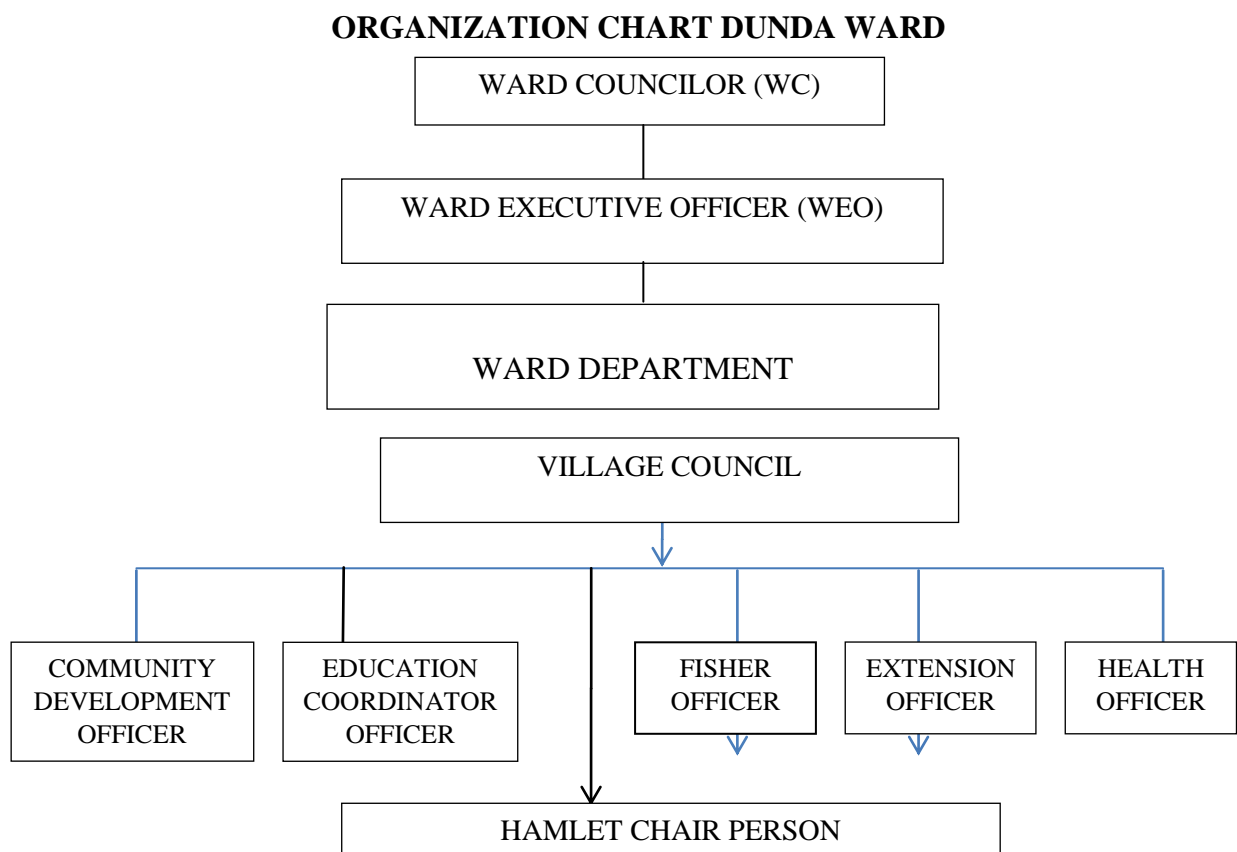 ORGANIZATION CHART DUNDA WARD
WARD COUNCILOR (WC)
WARD EXECUTIVE OFFICER (WEO)
WARD DEPARTMENT
VILLAGE COUNCIL
COMMUNITY
DEVELOPMENT
OFFICER
EDUCATION
COORDINATOR
OFFICER
FISHER
OFFICER
EXTENSION
OFFICER
HEALTH
OFFICER
HAMLET CHAIR PERSON